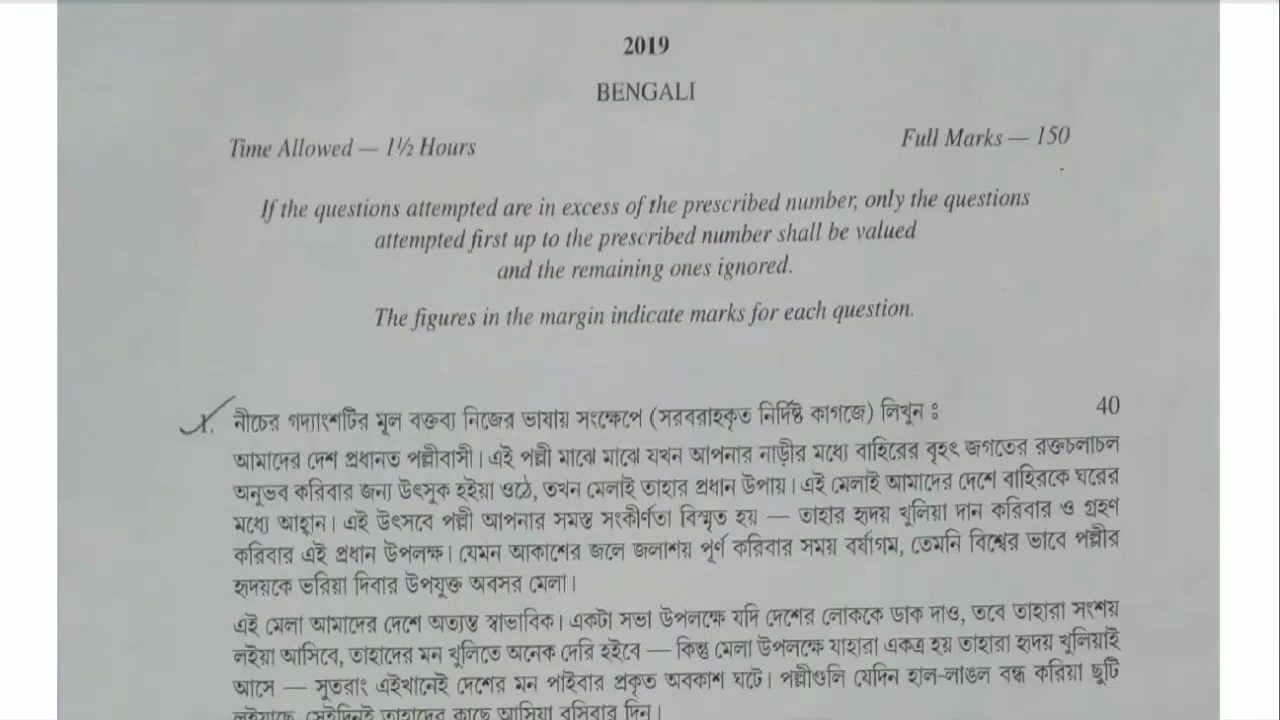 2019
BENGALI
Time Allowed — 1½ Hours
Full Marks — 150
If the questions attempted are in excess of the prescribed number, only the questions
attempted first up to the prescribed number shall be valued
and the remaining ones ignored.
The figures in the margin indicate marks for each question.
1. নীচের গদ্যাংশটির মূল বক্তব্য নিজের ভাষায় সংক্ষেপে (সরবরাহকৃত নির্দিষ্ট কাগজে) লিখুন : 40
আমাদের দেশ প্রধানত পল্লীবাসী। এই পল্লী মাঝে মাঝে যখন আপনার নাড়ীর মধ্যে বাহিরের বৃহৎ জগতের রক্তচলাচল
অনুভব করিবার জন্য উৎসুক হইয়া ওঠে, তখন মেলাই তাহার প্রধান উপায়। এই মেলাই আমাদের দেশে বাহিরকে ঘরের
মধ্যে আহ্বান। এই উৎসবে পল্লী আপনার সমস্ত সংকীর্ণতা বিস্মৃত হয় — তাহার হৃদয় খুলিয়া দান করিবার ও গ্রহণ
করিবার এই প্রধান উপলক্ষ। যেমন আকাশের জলে জলাশয় পূর্ণ করিবার সময় বর্ষাগম, তেমনি বিশ্বের ভাবে পল্লীর
হৃদয়কে ভরিয়া দিবার উপযুক্ত অবসর মেলা।
এই মেলা আমাদের দেশে অত্যন্ত স্বাভাবিক। একটা সভা উপলক্ষে যদি দেশের লোককে ডাক দাও, তবে তাহারা সংশয়
লইয়া আসিবে, তাহাদের মন খুলিতে অনেক দেরি হইবে — কিন্তু মেলা উপলক্ষে যাহারা একত্র হয় তাহারা হৃদয় খুলিয়াই
আসে — সুতরাং এইখানেই দেশের মন পাইবার প্রকৃত অবকাশ ঘটে। পল্লীগুলি যেদিন হাল-লাঙল বন্ধ করিয়া ছুটি
লইয়াছে, সেইদিনই তাহাদের কাছে আসিয়া বসিবার দিন।